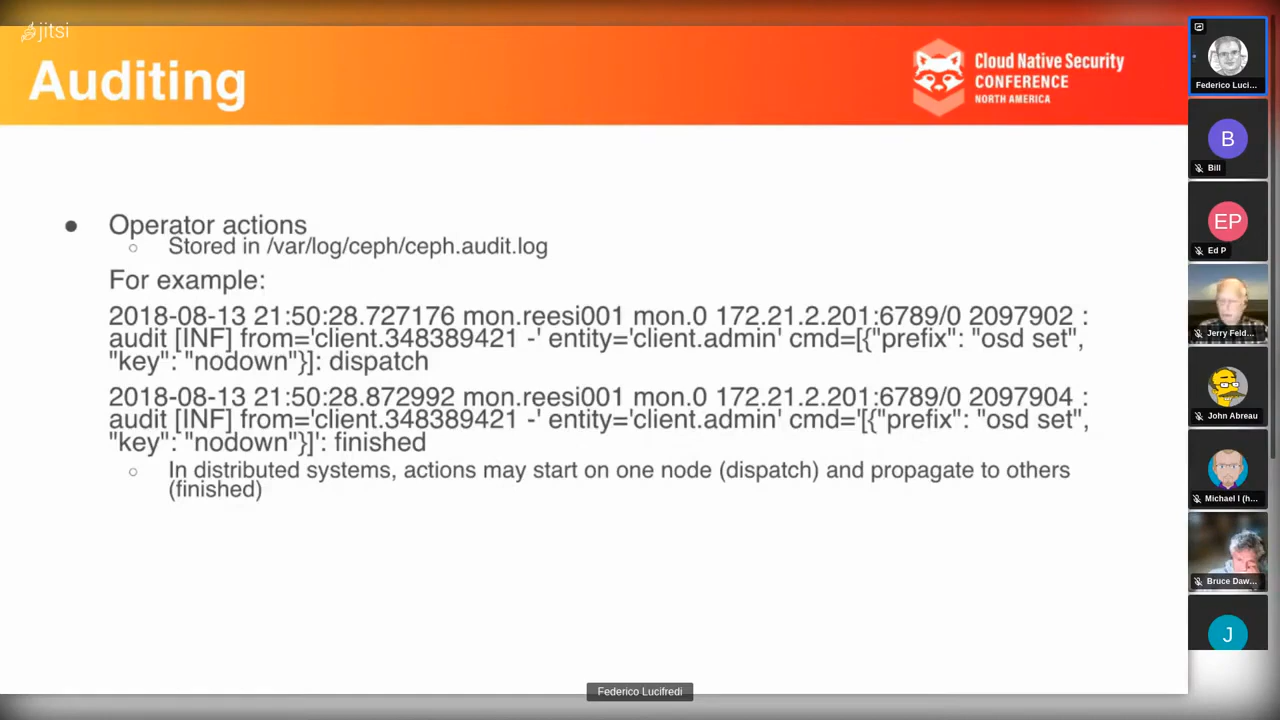 jitsi
Auditing
Cloud Native Security
CONFERENCE
NORTH AMERICA
● Operator actions
○ Stored in /var/log/ceph/ceph.audit.log
For example:
2018-08-13 21:50:28.727176 mon.reesi001 mon.0 172.21.2.201:6789/0 2097902 :
audit [INF] from='client.348389421 -' entity='client.admin' cmd=[{"prefix": "osd set",
"key": "nodown"}]: dispatch
2018-08-13 21:50:28.872992 mon.reesi001 mon.0 172.21.2.201:6789/0 2097904 :
audit [INF] from='client.348389421 -' entity='client.admin' cmd='[{"prefix": "osd set",
"key": "nodown"}]': finished
○ In distributed systems, actions may start on one node (dispatch) and propagate to others
(finished)
Federico Lucifredi
Federico Luci...
B
Bill
EP
Ed P
Jerry Feld...
John Abreau
Michael I (h...
Bruce Daw...
J